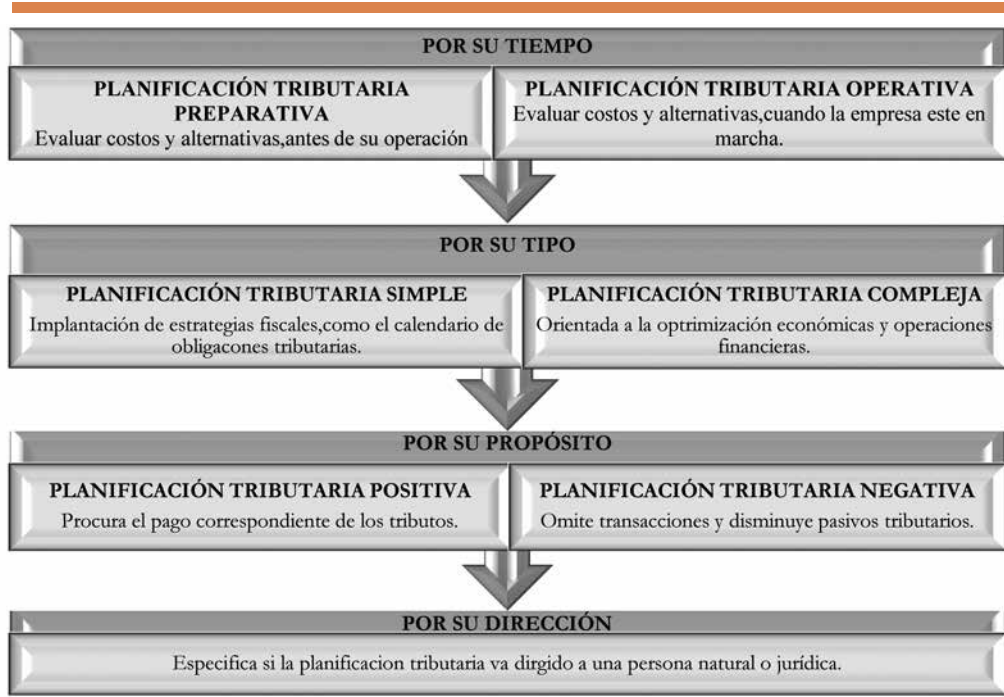 POR SU TIEMPO
PLANIFICACIÓN TRIBUTARIA
PREPARATIVA
Evaluar costos y alternativas,antes de su operación
PLANIFICACIÓN TRIBUTARIA OPERATIVA
Evaluar costos y alternativas,cuando la empresa este en
marcha.
POR SU TIPO
PLANIFICACIÓN TRIBUTARIA SIMPLE
Implantación de estrategias fiscales,como el calendario de
obligacones tributarias.
PLANIFICACIÓN TRIBUTARIA COMPLEJA
Orientada a la optrimización económicas y operaciones
financieras.
POR SU PROPÓSITO
PLANIFICACIÓN TRIBUTARIA POSITIVA
Procura el pago correspondiente de los tributos.
PLANIFICACIÓN TRIBUTARIA NEGATIVA
Omite transacciones y disminuye pasivos tributarios.
POR SU DIRECCIÓN
Especifica si la planificacion tributaria va dirgido a una persona natural o jurídica.